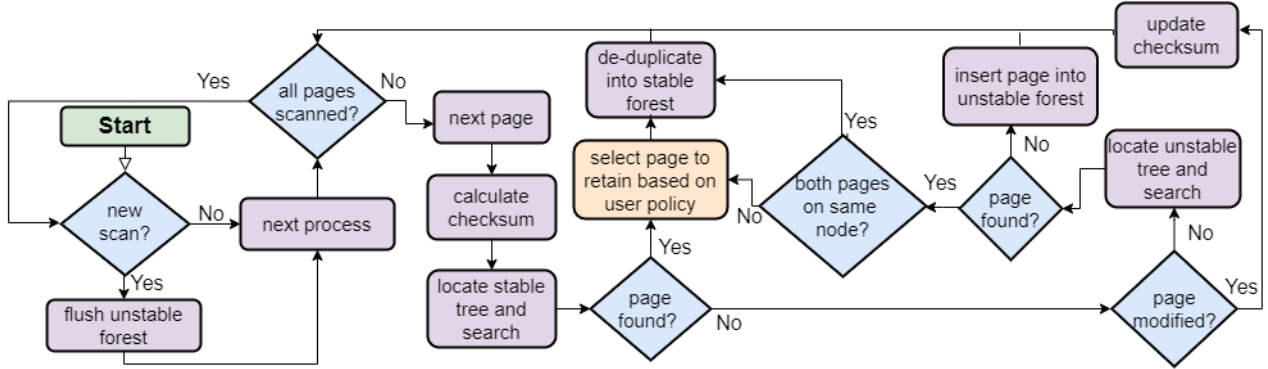 Start
new
scan?
Yes
No
flush unstable
forest
next process
all pages
scanned?
Yes
No
next page
calculate
checksum
locate stable
tree and
search
page
found?
Yes
No
select page to
retain based on
user policy
de-duplicate
into stable
forest
both pages
on same
node?
Yes
No
page
found?
Yes
No
insert page into
unstable forest
locate unstable
tree and
search
page
modified?
No
Yes
update
checksum